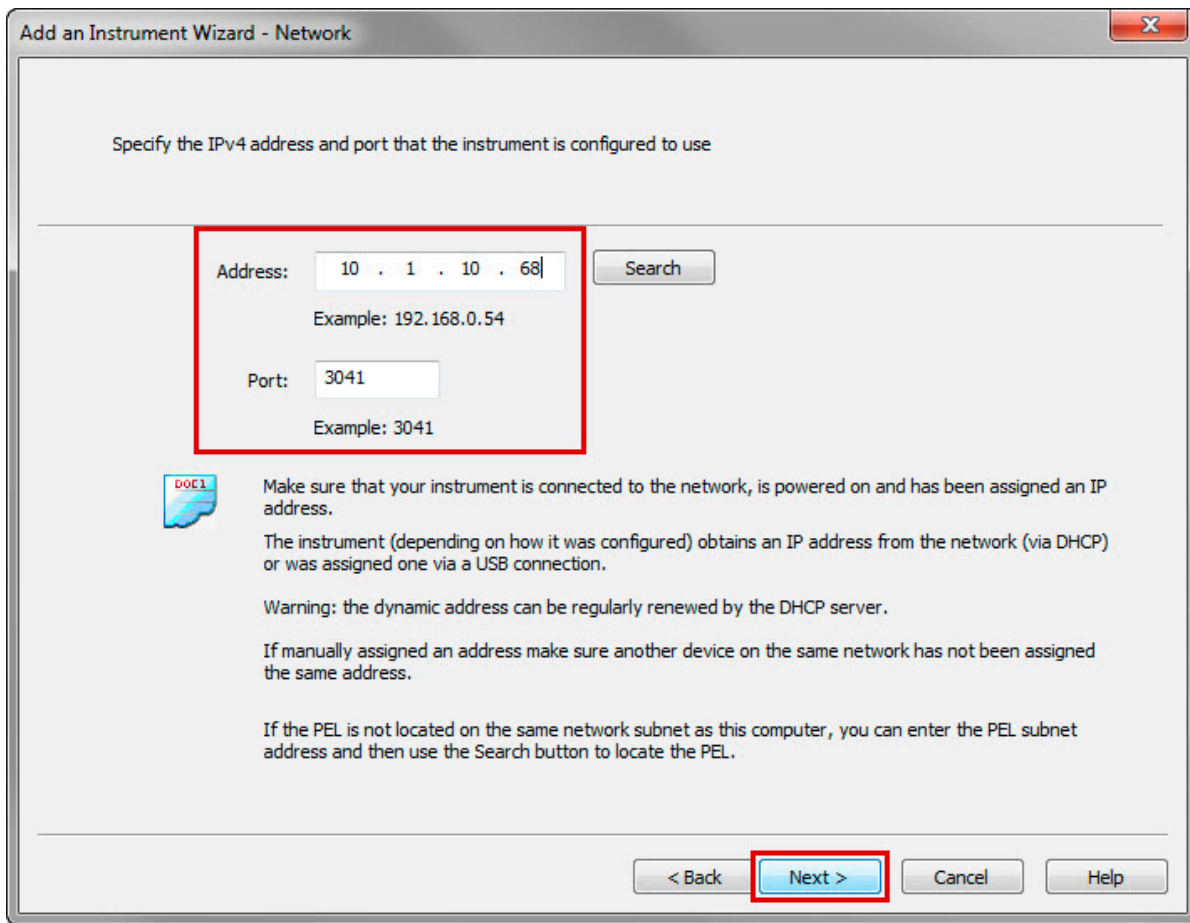 Add an Instrument Wizard - Network
X
Specify the IPv4 address and port that the instrument is configured to use
Address: 10 . 1 . 10 . 68 Search
Example: 192.168.0.54
Port: 3041
Example: 3041
DOC1
Make sure that your instrument is connected to the network, is powered on and has been assigned an IP
address.
The instrument (depending on how it was configured) obtains an IP address from the network (via DHCP)
or was assigned one via a USB connection.
Warning: the dynamic address can be regularly renewed by the DHCP server.
If manually assigned an address make sure another device on the same network has not been assigned
the same address.
If the PEL is not located on the same network subnet as this computer, you can enter the PEL subnet
address and then use the Search button to locate the PEL.
< Back Next > Cancel Help